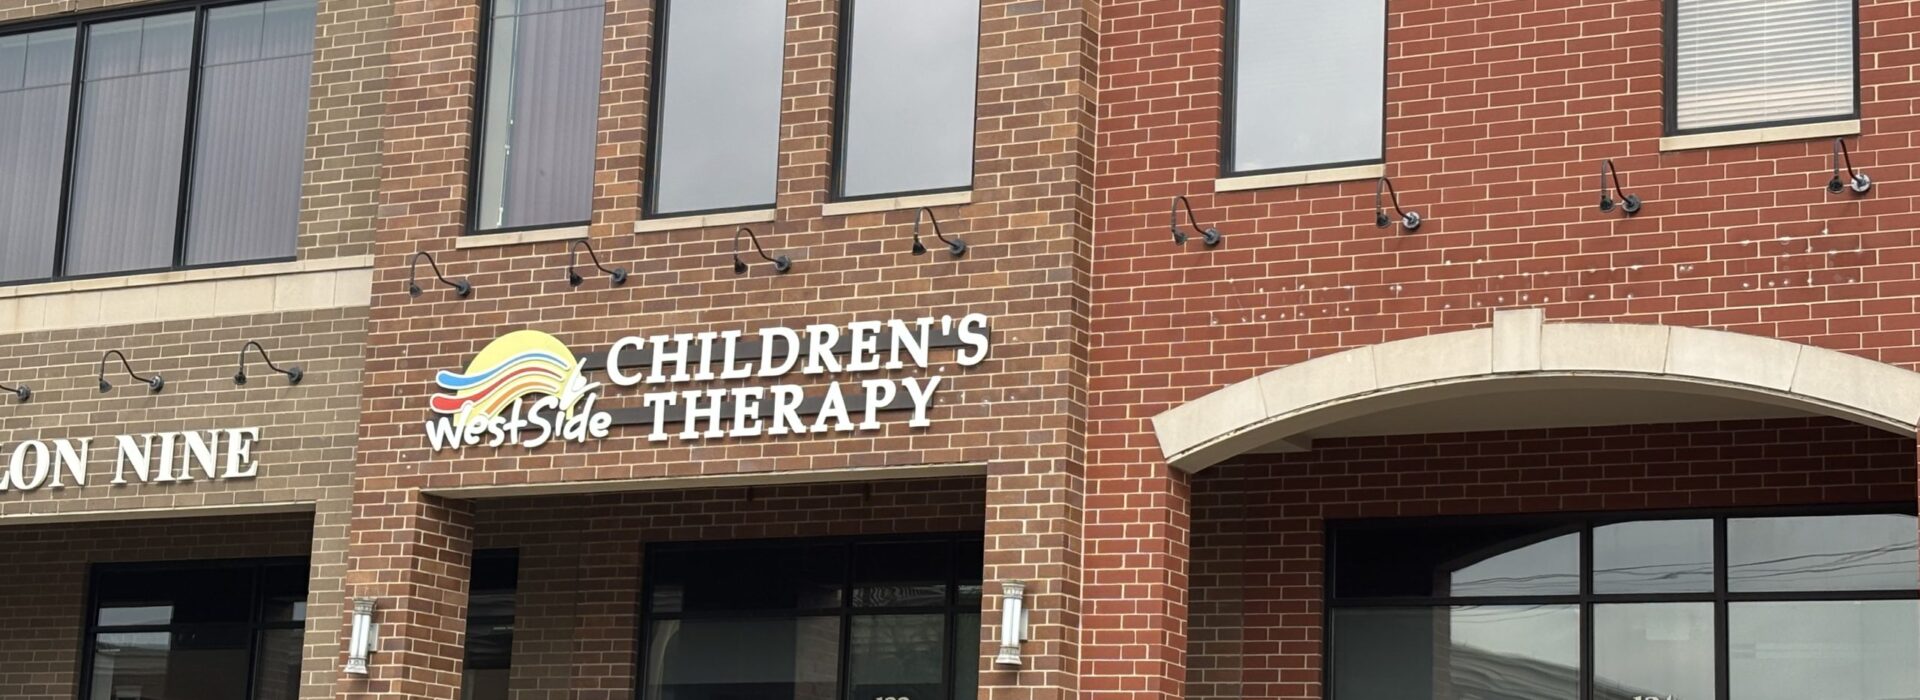 LON NINE
WestSide
CHILDREN'S
THERAPY